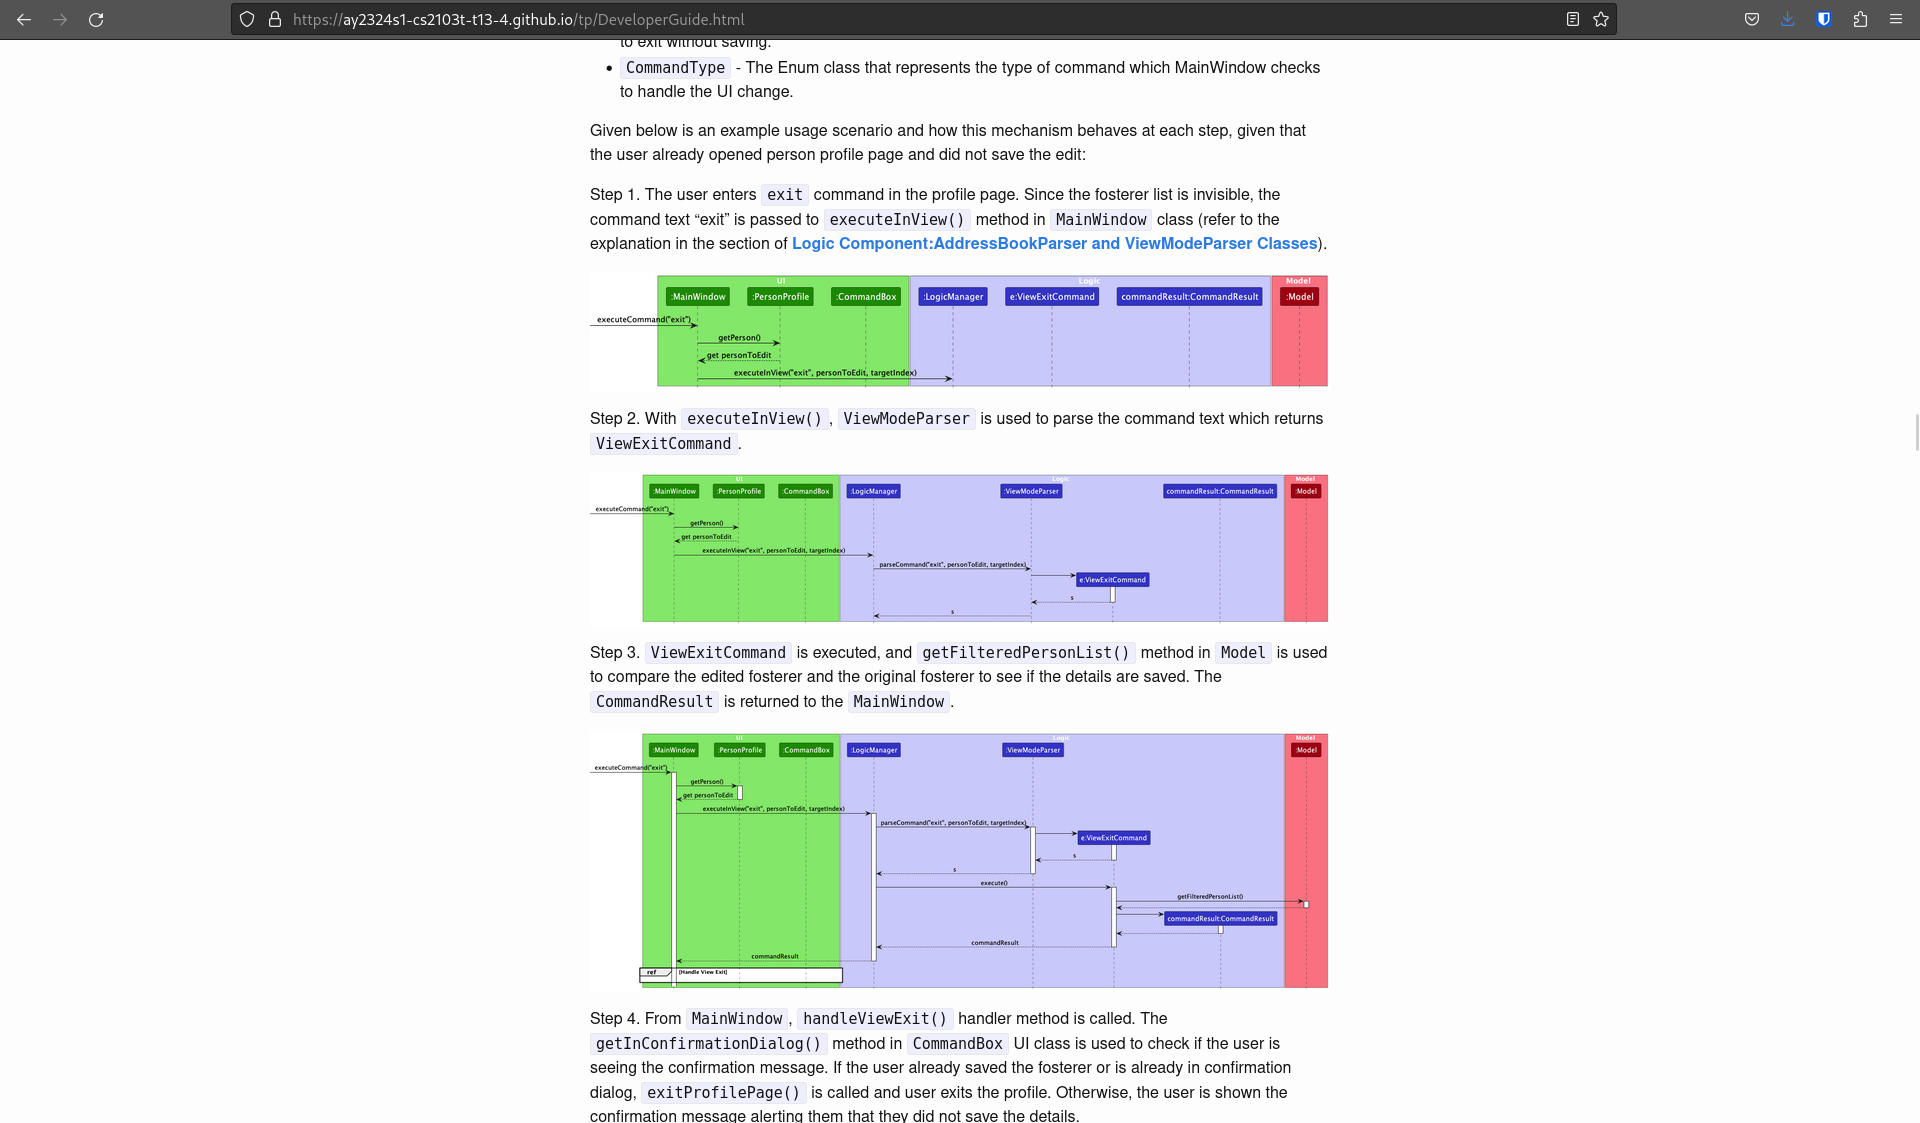 https://ay2324s1-cs2103t-t13-4.github.io/tp/DeveloperGuide.html
to exit without saving.
• CommandType - The Enum class that represents the type of command which MainWindow checks
to handle the UI change.
Given below is an example usage scenario and how this mechanism behaves at each step, given that
the user already opened person profile page and did not save the edit:
Step 1. The user enters exit command in the profile page. Since the fosterer list is invisible, the
command text “exit” is passed to executeInView() method in MainWindow class (refer to the
explanation in the section of Logic Component:AddressBookParser and ViewModeParser Classes).
UI Logic Model
:MainWindow :PersonProfile :CommandBox :LogicManager e:ViewExitCommand commandResult:CommandResult :Model
executeCommand("exit")
getPerson()
get personToEdit
executeInView("exit", personToEdit, targetIndex)
Step 2. With executeInView(), ViewModeParser is used to parse the command text which returns
ViewExitCommand.
UI Logic Model
:MainWindow :PersonProfile :CommandBox :LogicManager :ViewModeParser commandResult:CommandResult :Model
executeCommand("exit")
getPerson()
get personToEdit
executeInView("exit", personToEdit, targetIndex)
parseCommand("exit", personToEdit, targetIndex)
e:ViewExitCommand
s
s
Step 3. ViewExitCommand is executed, and getFilteredPersonList() method in Model is used
to compare the edited fosterer and the original fosterer to see if the details are saved. The
CommandResult is returned to the MainWindow.
UI Logic Model
:MainWindow :PersonProfile :CommandBox :LogicManager :ViewModeParser :Model
executeCommand("exit")
getPerson()
get personToEdit
executeInView("exit", personToEdit, targetIndex)
parseCommand("exit", personToEdit, targetIndex)
e:ViewExitCommand
s
s
execute()
getFilteredPersonList()
commandResult:CommandResult
commandResult
commandResult
ref [Handle View Exit]
Step 4. From MainWindow, handleViewExit() handler method is called. The
getInConfirmationDialog() method in CommandBox UI class is used to check if the user is
seeing the confirmation message. If the user already saved the fosterer or is already in confirmation
dialog, exitProfilePage() is called and user exits the profile. Otherwise, the user is shown the
confirmation message alerting them that they did not save the details.